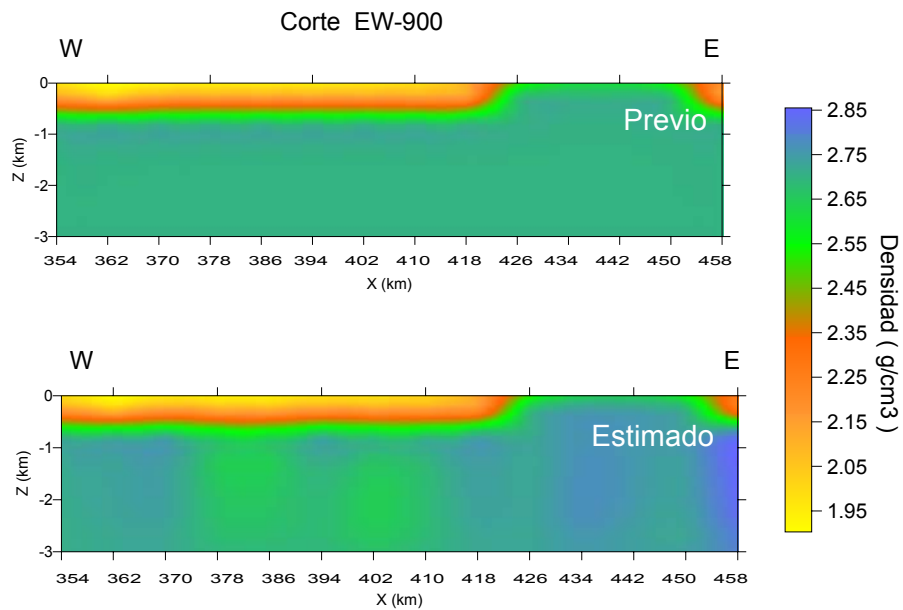 Corte EW-900
W E
0
-1
-2
-3
Z (km)
Previo
354 362 370 378 386 394 402 410 418 426 434 442 450 458
X (km)
W E
0
-1
-2
-3
Z (km)
Estimado
354 362 370 378 386 394 402 410 418 426 434 442 450 458
X (km)
2.85
2.75
2.65
2.55
2.45
2.35
2.25
2.15
2.05
1.95
Densidad ( g/cm3 )